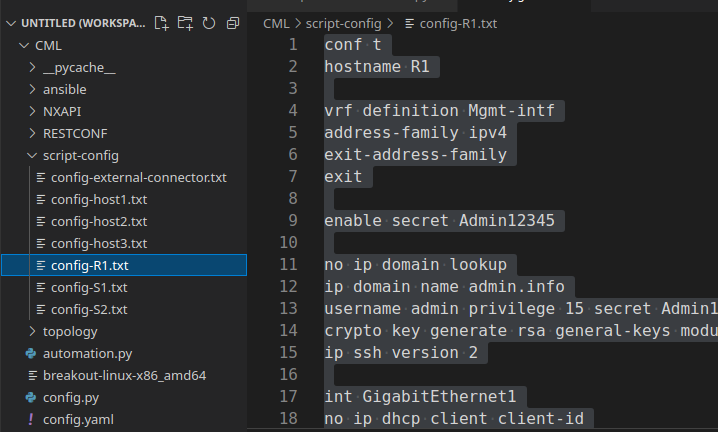 UNTITLED (WORKSPA...
CML
__pycache__
ansible
NXAPI
RESTCONF
script-config
config-external-connector.txt
config-host1.txt
config-host2.txt
config-host3.txt
config-R1.txt
config-S1.txt
config-S2.txt
topology
automation.py
breakout-linux-x86_amd64
config.py
config.yaml
CML > script-config > config-R1.txt
1 conf t
2 hostname R1
3
4 vrf definition Mgmt-intf
5 address-family ipv4
6 exit-address-family
7 exit
8
9 enable secret Admin12345
10
11 no ip domain lookup
12 ip domain name admin.info
13 username admin privilege 15 secret Admin1
14 crypto key generate rsa general-keys modu
15 ip ssh version 2
16
17 int GigabitEthernet1
18 no ip dhcp client client-id